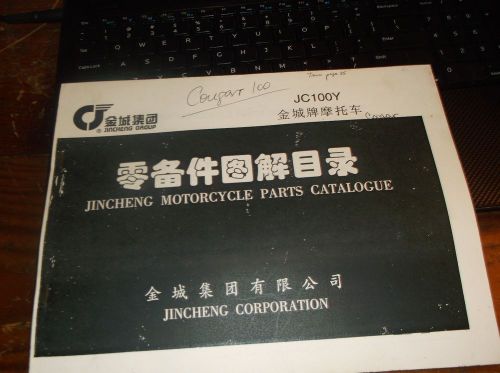 Cougar 100
JC100Y
金城牌摩托车
CJ
金城集团
® JINCHENG GROUP
零备件图解目录
JINCHENG MOTORCYCLE PARTS CATALOGUE
金城集团有限公司
JINCHENG CORPORATION